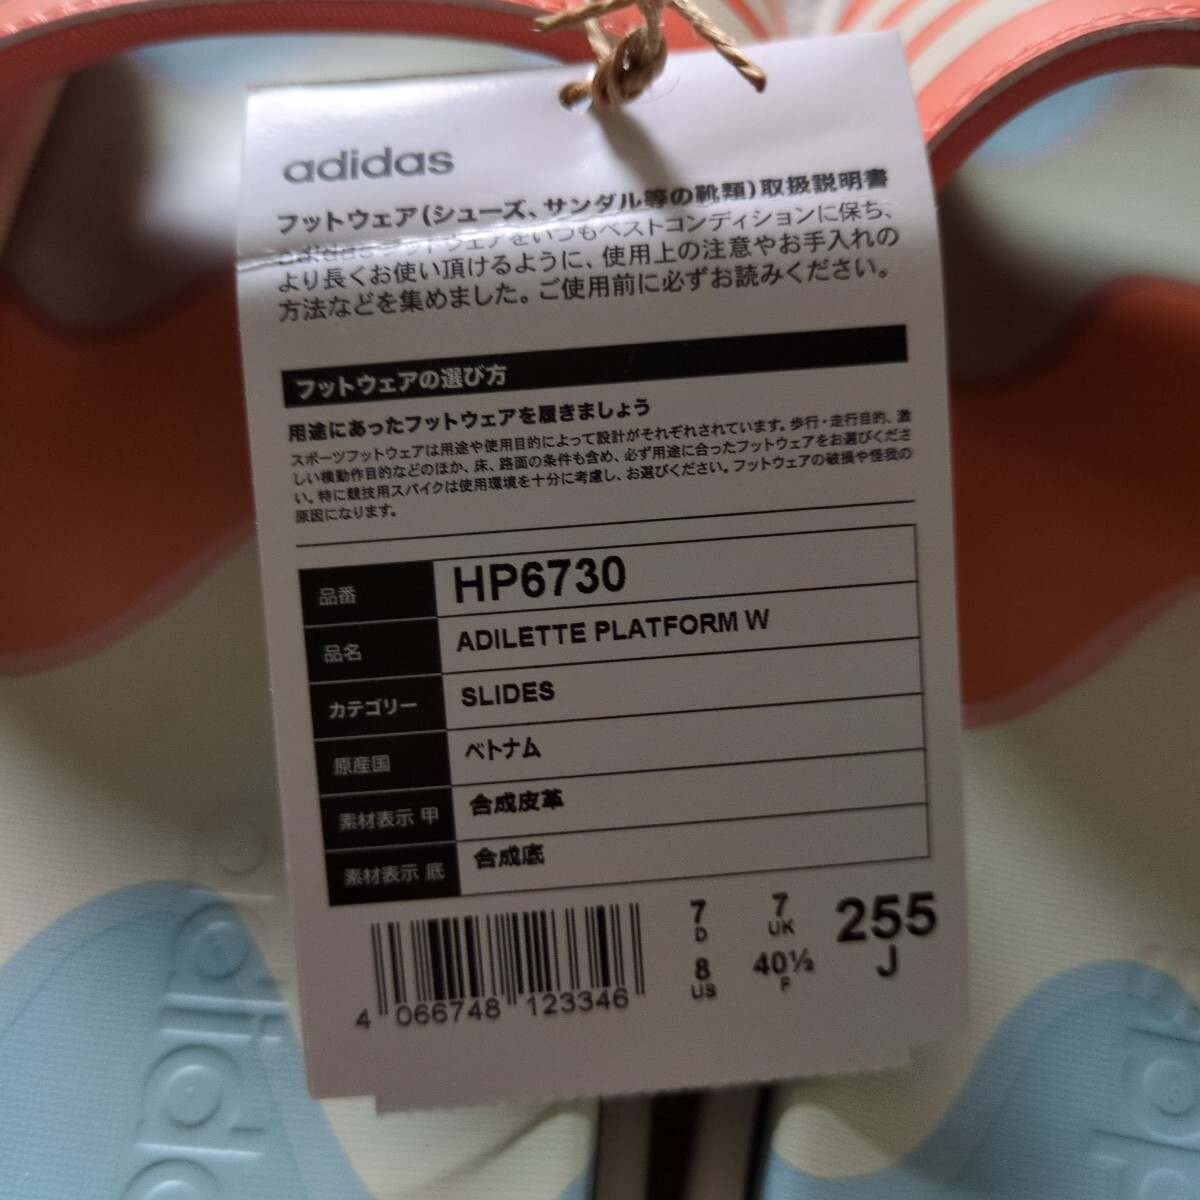 adidas
フットウェア(シューズ、サンダル等の靴類)取扱説明書
adidasフットウェアをいつもベストコンディションに保ち、
より長くお使い頂けるように、使用上の注意やお手入れの
方法などを集めました。ご使用前に必ずお読みください。
フットウェアの選び方
用途にあったフットウェアを履きましょう
スポーツフットウェアは用途や使用目的によって設計がそれぞれされています。歩行・走行目的、激
しい横動作目的などのほか、床、路面の条件も含め、必ず用途に合ったフットウェアをお選びくださ
い。特に競技用スパイクは使用環境を十分に考慮し、お選びください。フットウェアの破損や怪我の
原因になります。
品番 HP6730
品名 ADILETTE PLATFORM W
カテゴリー SLIDES
原産国 ベトナム
素材表示 甲 合成皮革
素材表示 底 合成底
7 7 255
D UK J
8 40½
US F
4 066748 123346
adidas